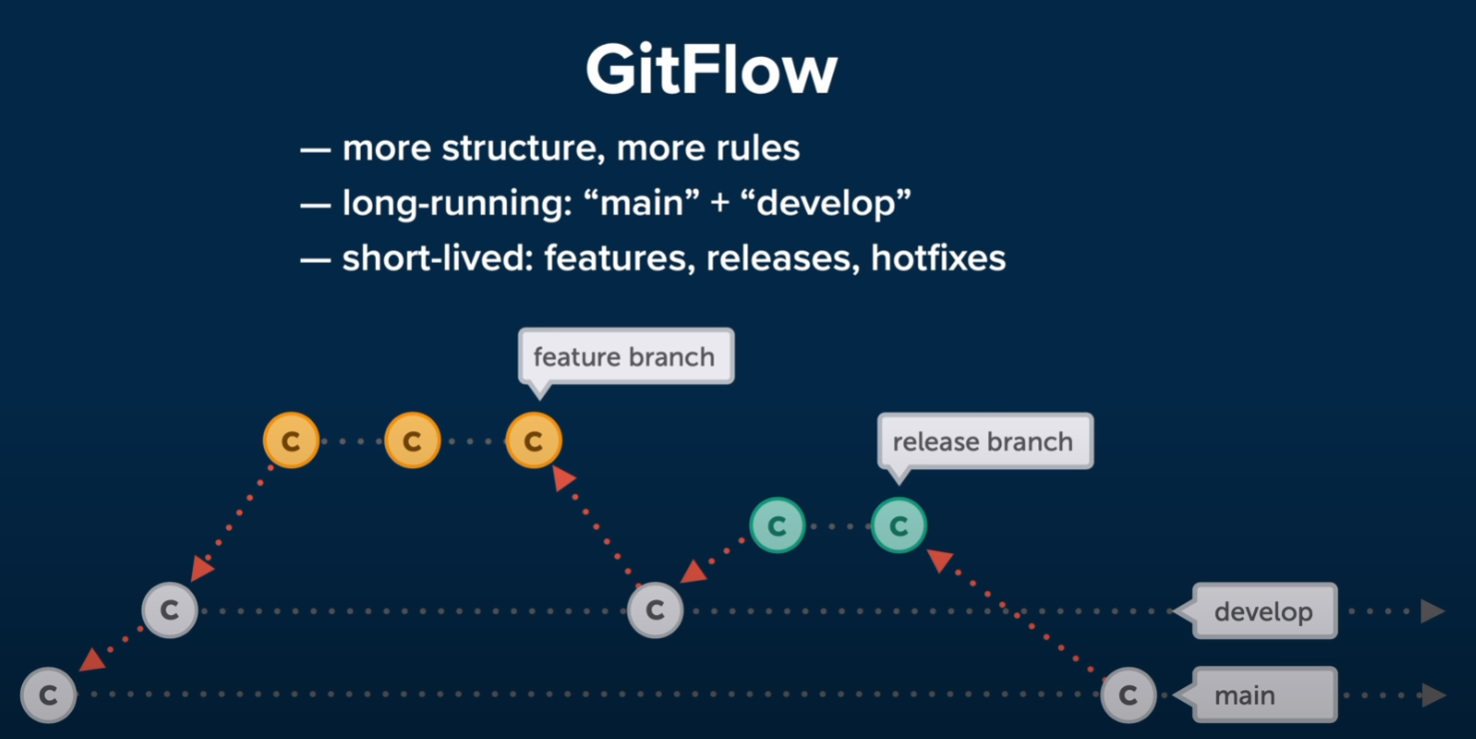 GitFlow
— more structure, more rules
— long-running: “main” + “develop”
— short-lived: features, releases, hotfixes
feature branch
C C C
release branch
C C
C C
develop
C C
main